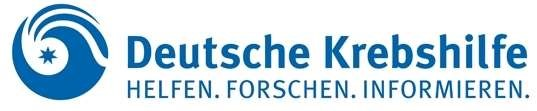 Deutsche Krebshilfe
HELFEN. FORSCHEN. INFORMIEREN.